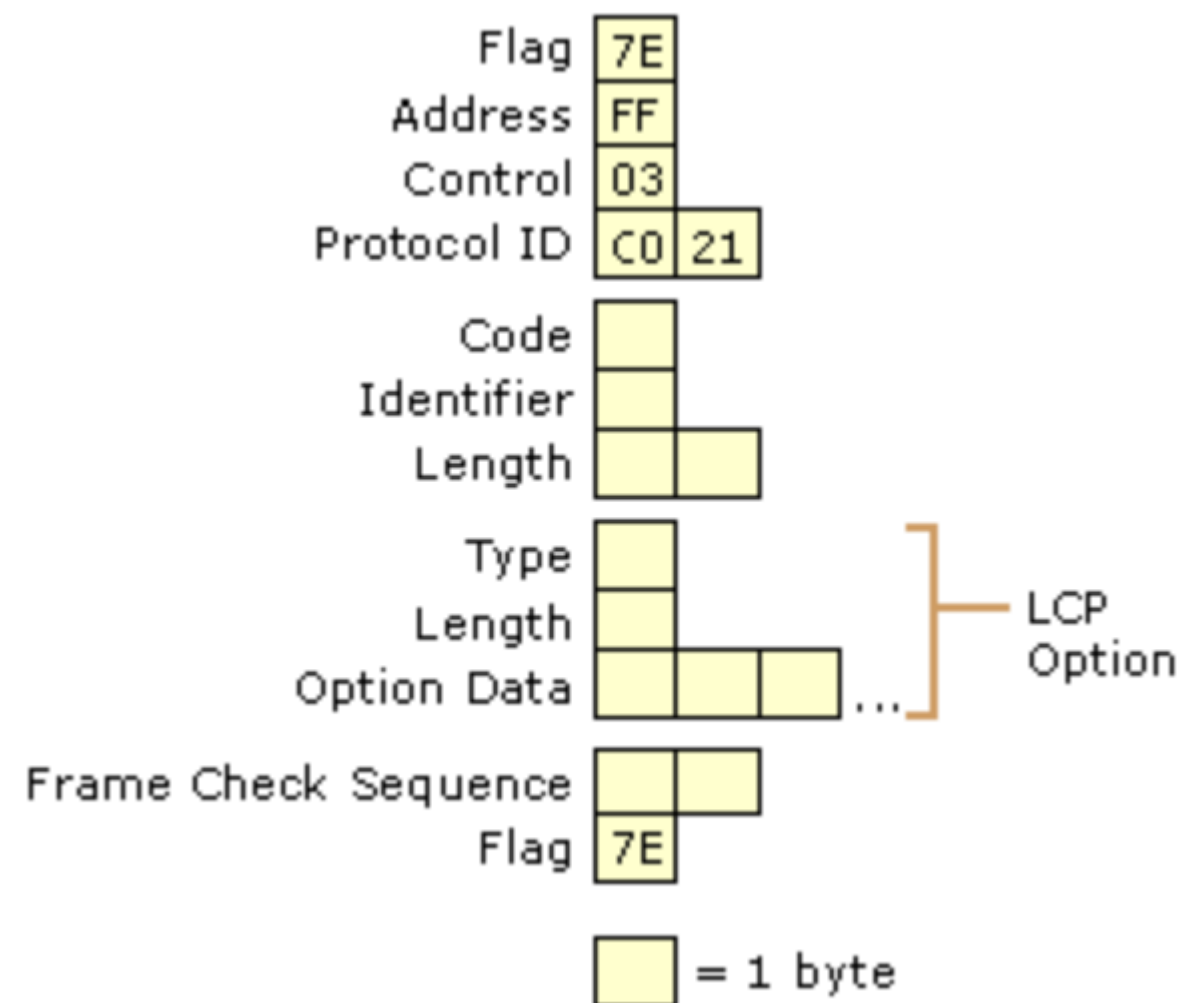 Flag 7E
Address FF
Control 03
Protocol ID C0 21
Code
Identifier
Length
Type
Length
Option Data ...
LCP
Option
Frame Check Sequence
Flag 7E
= 1 byte